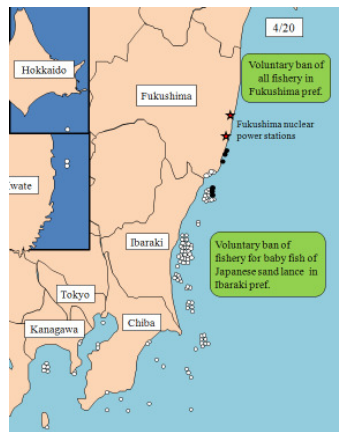 4/20
Hokkaido
Voluntary ban of
all fishery in
Fukushima pref.
Fukushima
Fukushima nuclear
power stations
wate
Ibaraki
Voluntary ban of
fishery for baby fish of
Japanese sand lance in
Ibaraki pref.
Tokyo
Kanagawa
Chiba